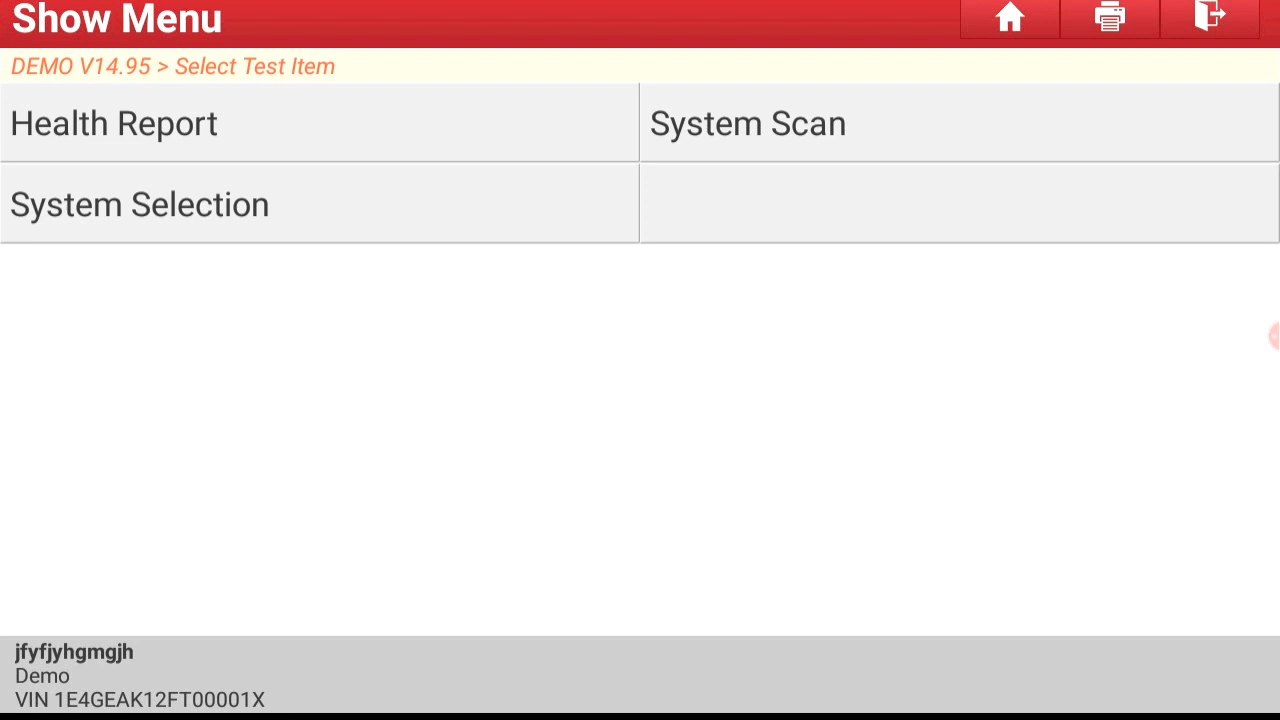 Show Menu
DEMO V14.95 > Select Test Item
Health Report
System Scan
System Selection
jfyfjyhgmgjh
Demo
VIN 1E4GEAK12FT00001X